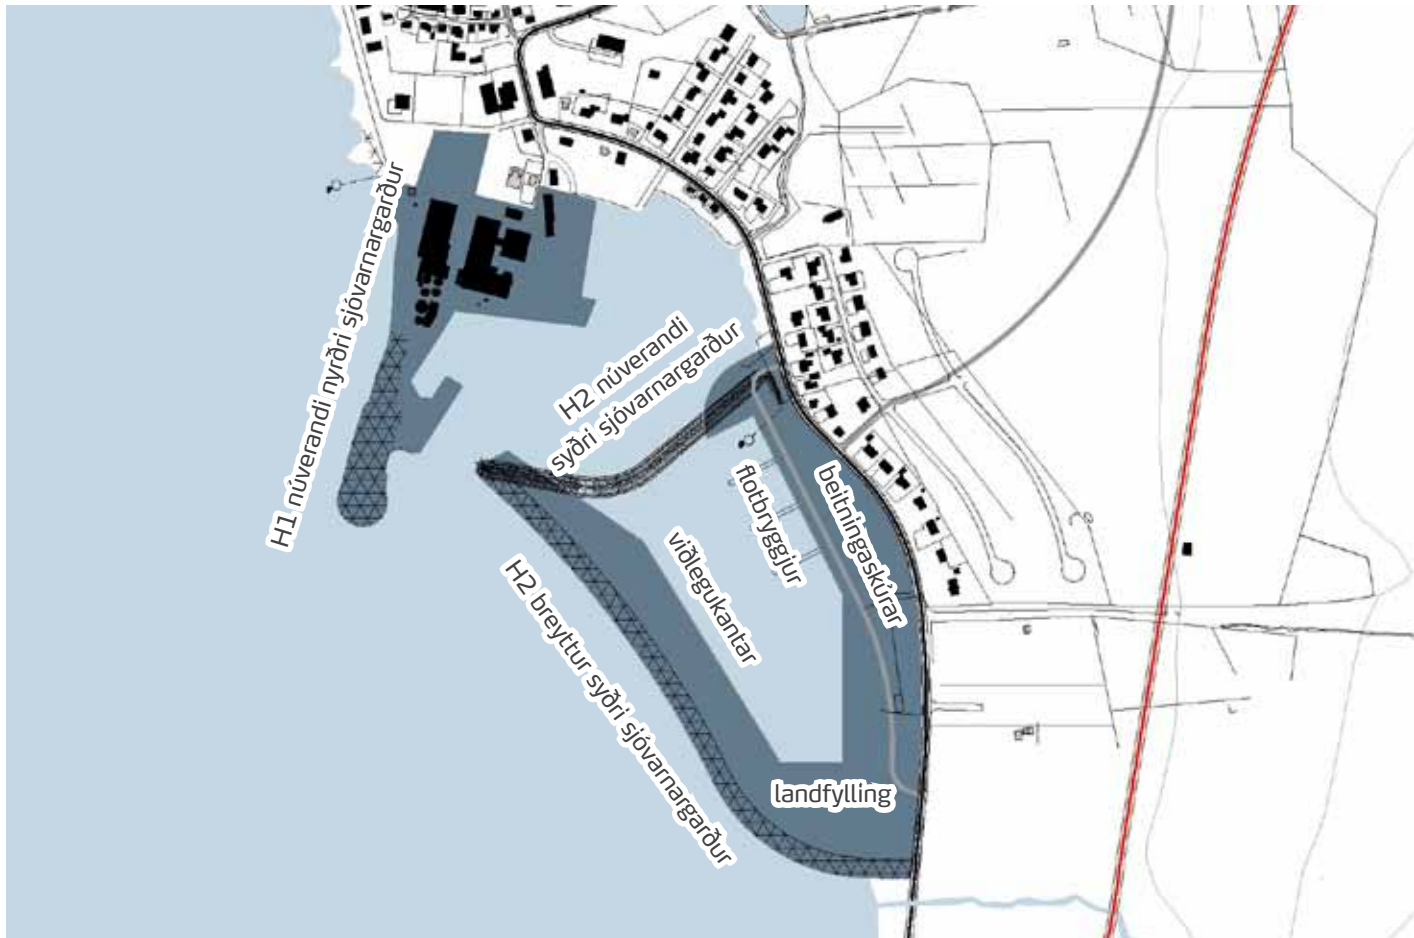 H1 núverandi nyrðri sjóvarnargarður
H2 núverandi
syðri sjóvarnargarður
flotbryggjur
beitningaskúrar
viðlegukantar
H2 breyttur syðri sjóvarnargarður
landfylling